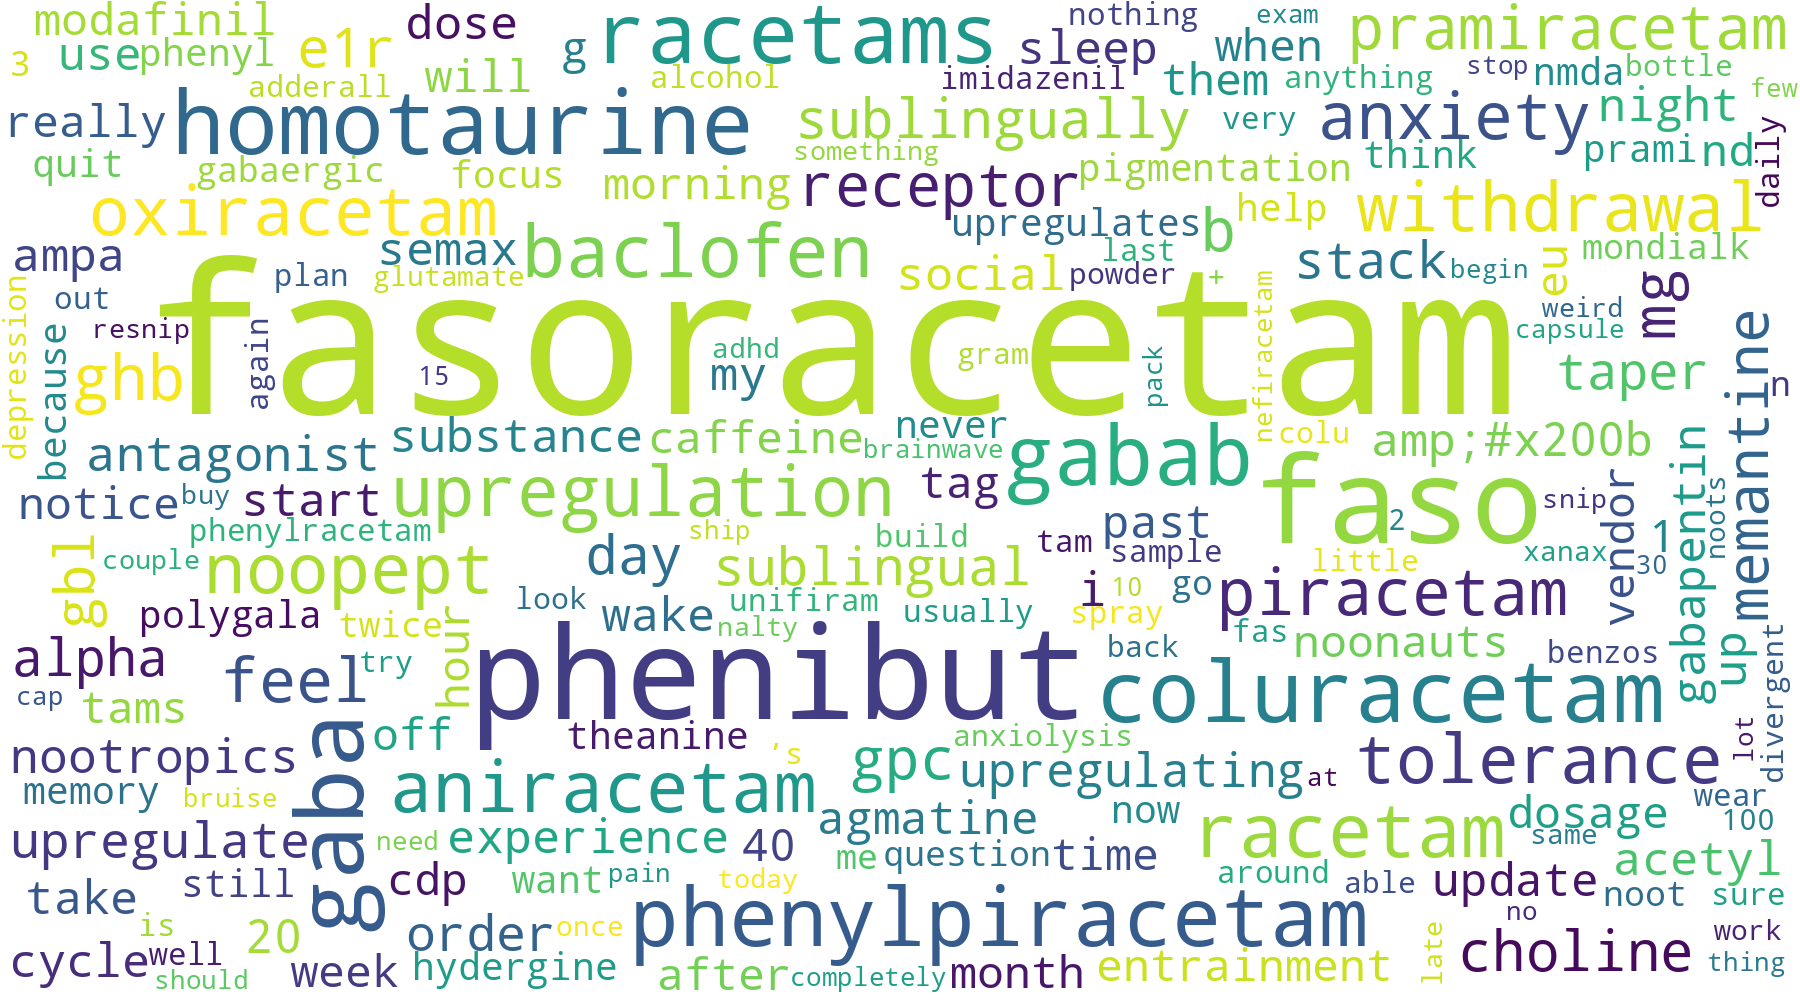 modafinil
dose
racetams
nothing
exam
pramiracetam
3
use
phenyl
e1r
g
sleep
when
adderall
will
alcohol
imidazenil
them
anything
stop
nmda
bottle
few
really
homotaurine
sublingually
very
anxiety
night
quit
gabaergic
focus
something
think
prami
nd
daily
morning
receptor
pigmentation
oxiracetam
upregulates
b
help
withdrawal
ampa
semax
baclofen
last
stack
mondialk
plan
glutamate
social
powder
+
begin
eu
mg
depression
out
fasoracetam
weird
because
resnip
again
adhd
gram
pack
nefiracetam
capsule
ghb
15
my
taper
n
memantine
antagonist
substance
caffeine
never
colu
amp;#x200b
brainwave
gabab
faso
notice
buy
start
upregulation
tag
snip
gabapentin
noots
phenylracetam
ship
build
tam
past
2
vendor
1
gbl
couple
noopept
day
sublingual
sample
little
xanax
30
look
i
10
go
piracetam
up
polygala
twice
hour
wake
unifiram
usually
spray
nalty
fas
noonauts
divergent
alpha
feel
try
phenibut
back
benzos
cap
tams
coluracetam
gaba
off
theanine
's
anxiolysis
lot
nootropics
gpc
upregulating
at
tolerance
memory
bruise
aniracetam
wear
agmatine
now
racetam
dosage
100
upregulate
need
experience
40
me
question
time
same
acetyl
take
still
cdp
want
pain
today
around
able
update
noot
sure
is
20
order
once
phenylpiracetam
no
work
cycle
well
week
hydergine
after
completely
month
entrainment
late
choline
thing
should